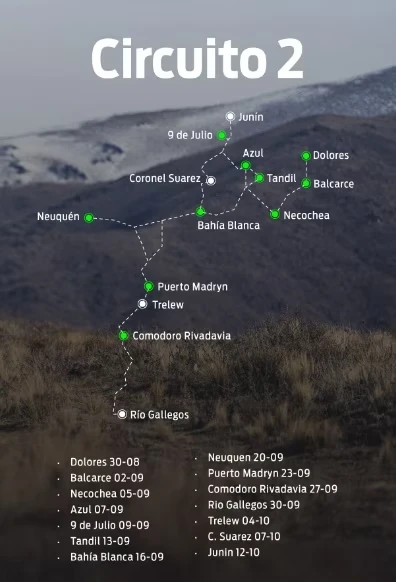 Circuito 2
Junín
9 de Julio
Azul
Dolores
Coronel Suarez
Tandil
Balcarce
Neuquén
Necochea
Bahía Blanca
Puerto Madryn
Trelew
Comodoro Rivadavia
Río Gallegos
· Dolores 30-08
· Balcarce 02-09
· Necochea 05-09
· Azul 07-09
· 9 de Julio 09-09
· Tandil 13-09
· Bahía Blanca 16-09
· Neuquen 20-09
· Puerto Madryn 23-09
· Comodoro Rivadavia 27-09
· Rio Gallegos 30-09
· Trelew 04-10
· C. Suarez 07-10
· Junin 12-10